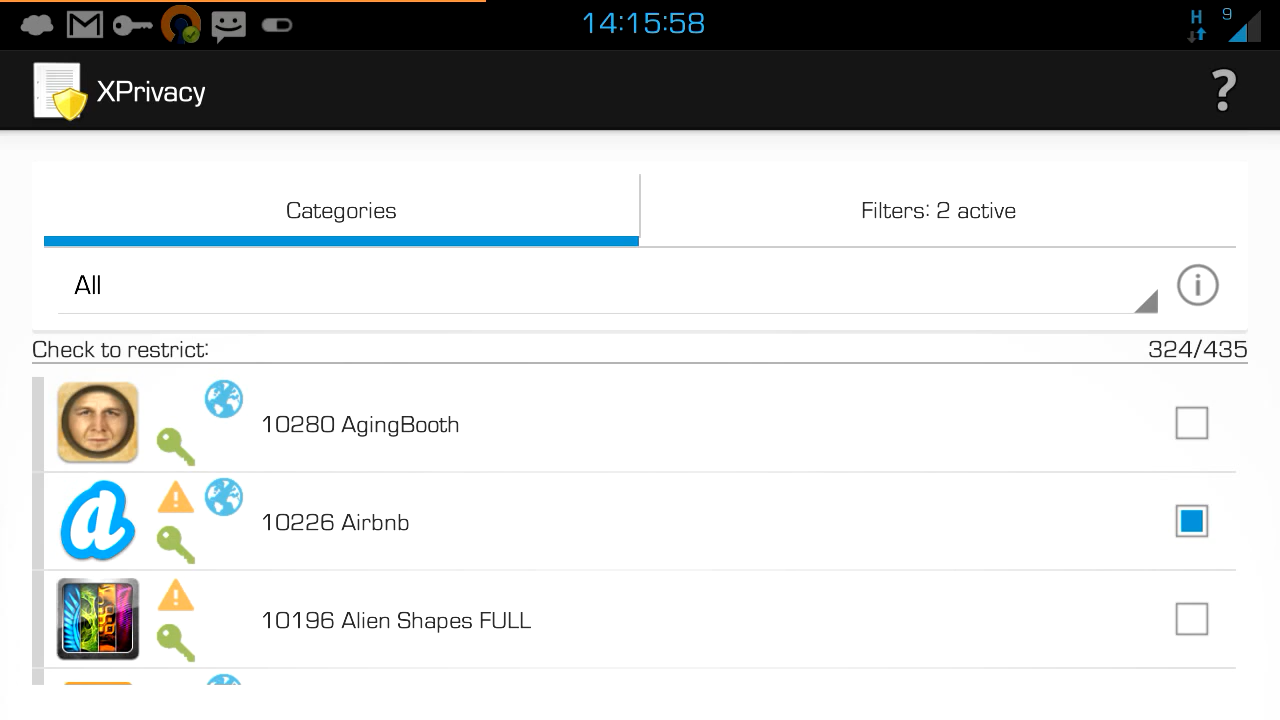 14:15:58
H
9
XPrivacy
?
Categories
Filters: 2 active
All
i
Check to restrict:
324/435
10280 AgingBooth
10226 Airbnb
10196 Alien Shapes FULL